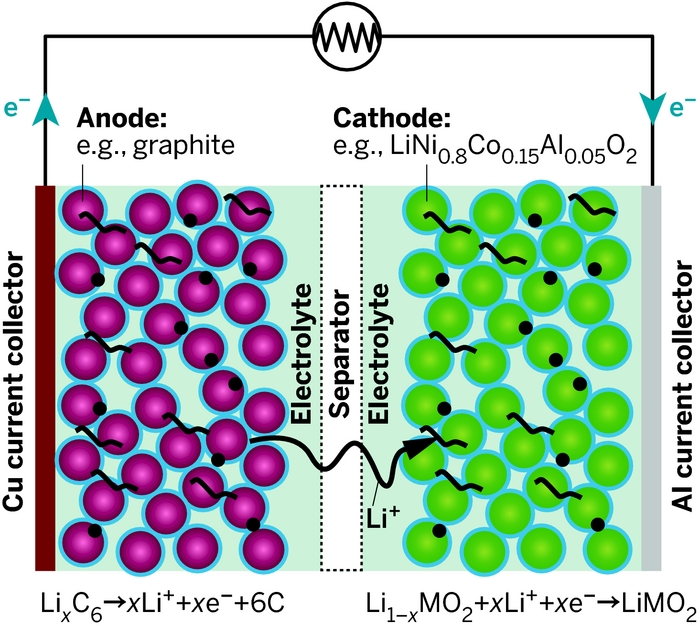 e⁻
e⁻
Anode:
e.g., graphite
Cathode:
e.g., LiNi₀.₈Co₀.₁₅Al₀.₀₅O₂
Cu current collector
Electrolyte
Separator
Electrolyte
Al current collector
Li⁺
LiₓC₆→xLi⁺+xe⁻+6C
Li₁₋ₓMO₂+xLi⁺+xe⁻→LiMO₂